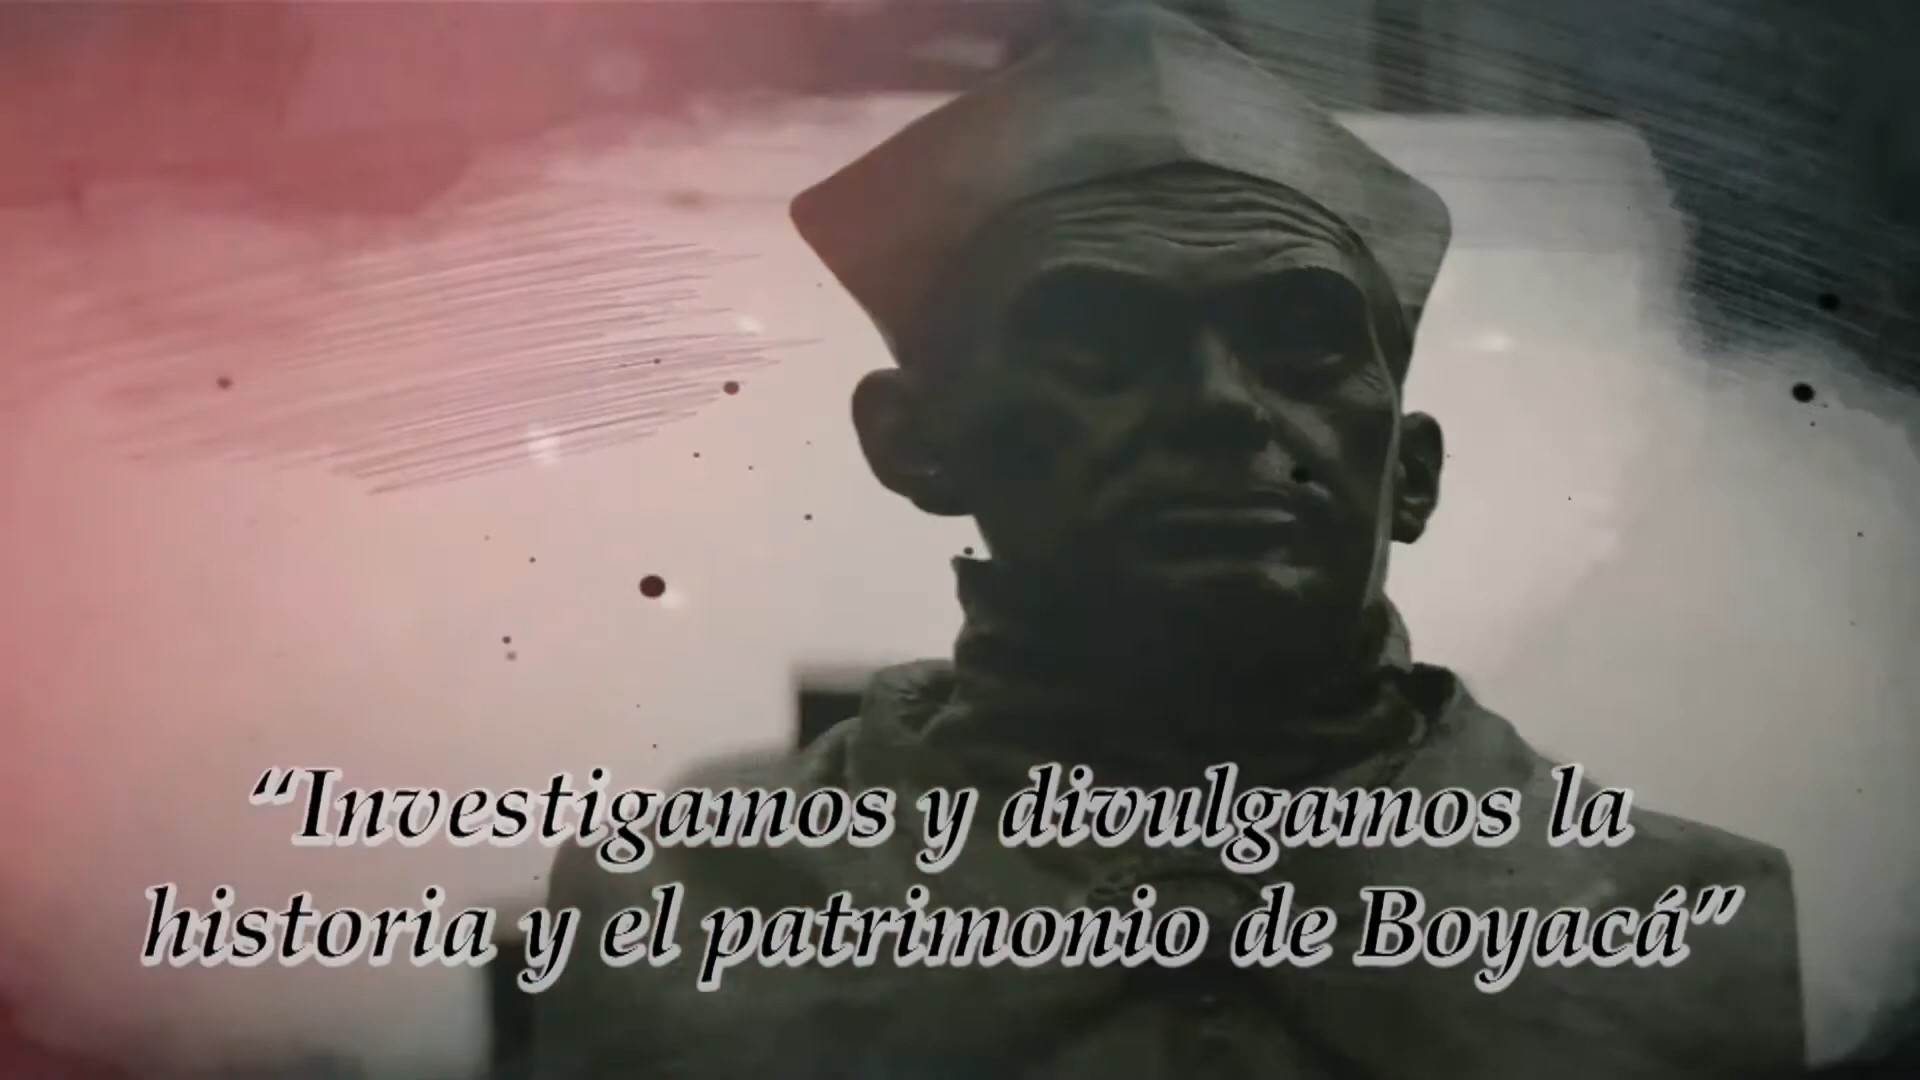 “Investigamos y divulgamos la
historia y el patrimonio de Boyacá”